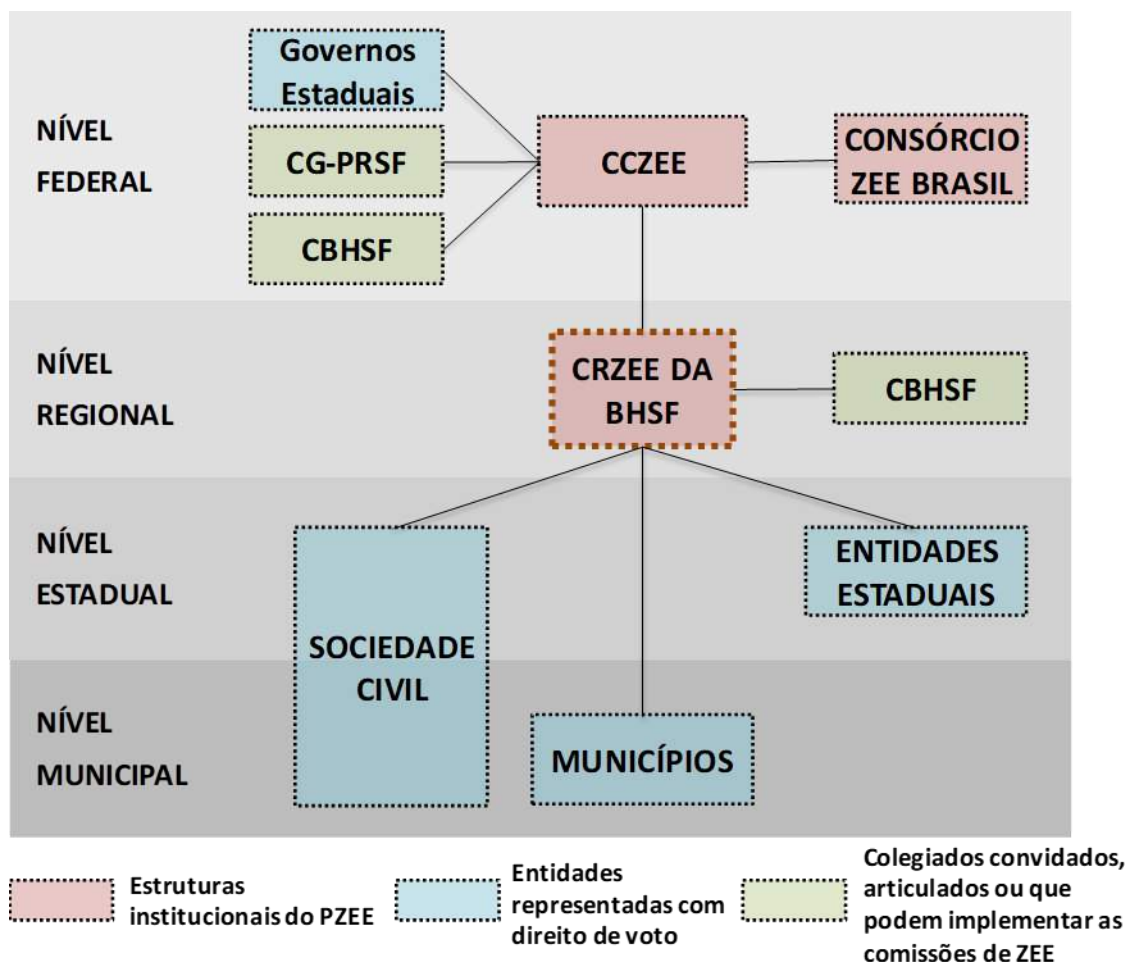 Governos
Estaduais
NÍVEL
FEDERAL
CG-PRSF
CCZEE
CONSÓRCIO
ZEE BRASIL
CBHSF
NÍVEL
REGIONAL
CRZEE DA
BHSF
CBHSF
NÍVEL
ESTADUAL
ENTIDADES
ESTADUAIS
SOCIEDADE
CIVIL
NÍVEL
MUNICIPAL
MUNICÍPIOS
Estruturas
institucionais do PZEE
Entidades
representadas com
direito de voto
Colegiados convidados,
articulados ou que
podem implementar as
comissões de ZEE